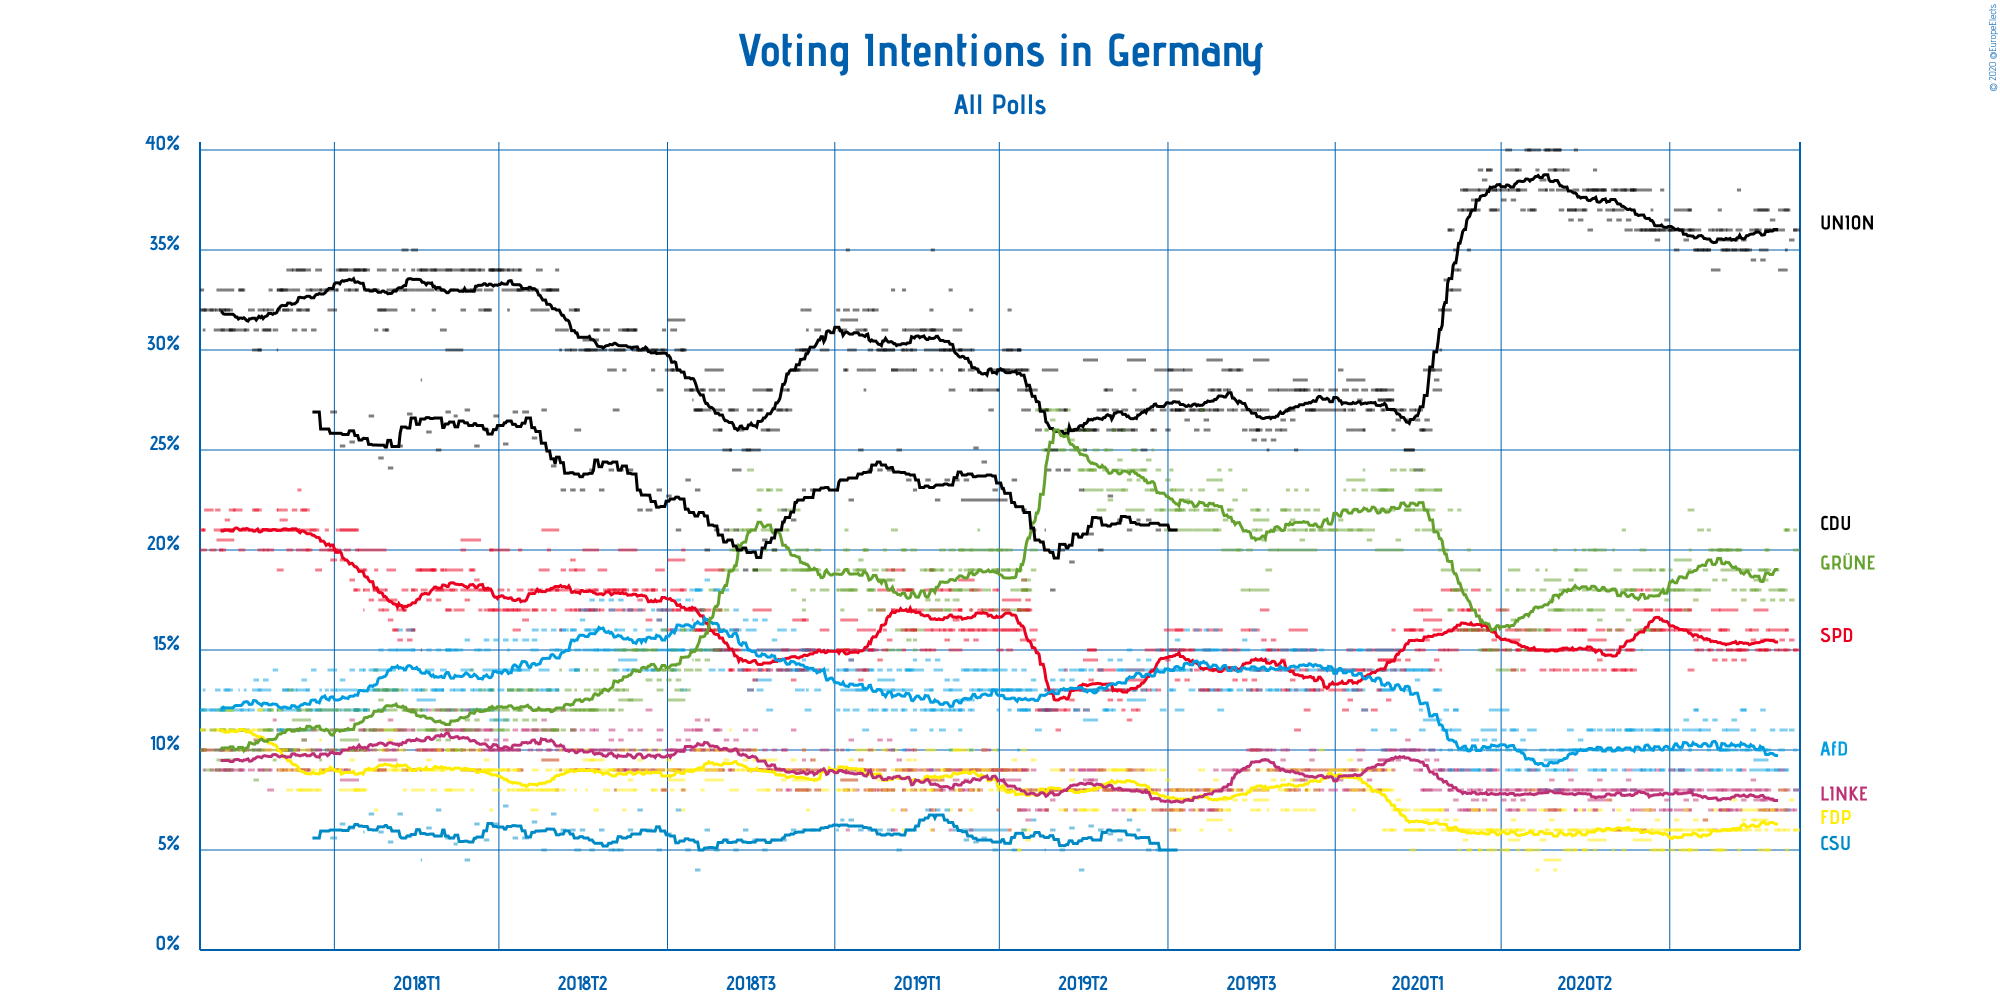 Voting Intentions in Germany
All Polls
© 2020 @EuropeElects
40%
35%
30%
25%
20%
15%
10%
5%
0%
UNION
CDU
GRÜNE
SPD
AfD
LINKE
FDP
CSU
2018T1 2018T2 2018T3 2019T1 2019T2 2019T3 2020T1 2020T2